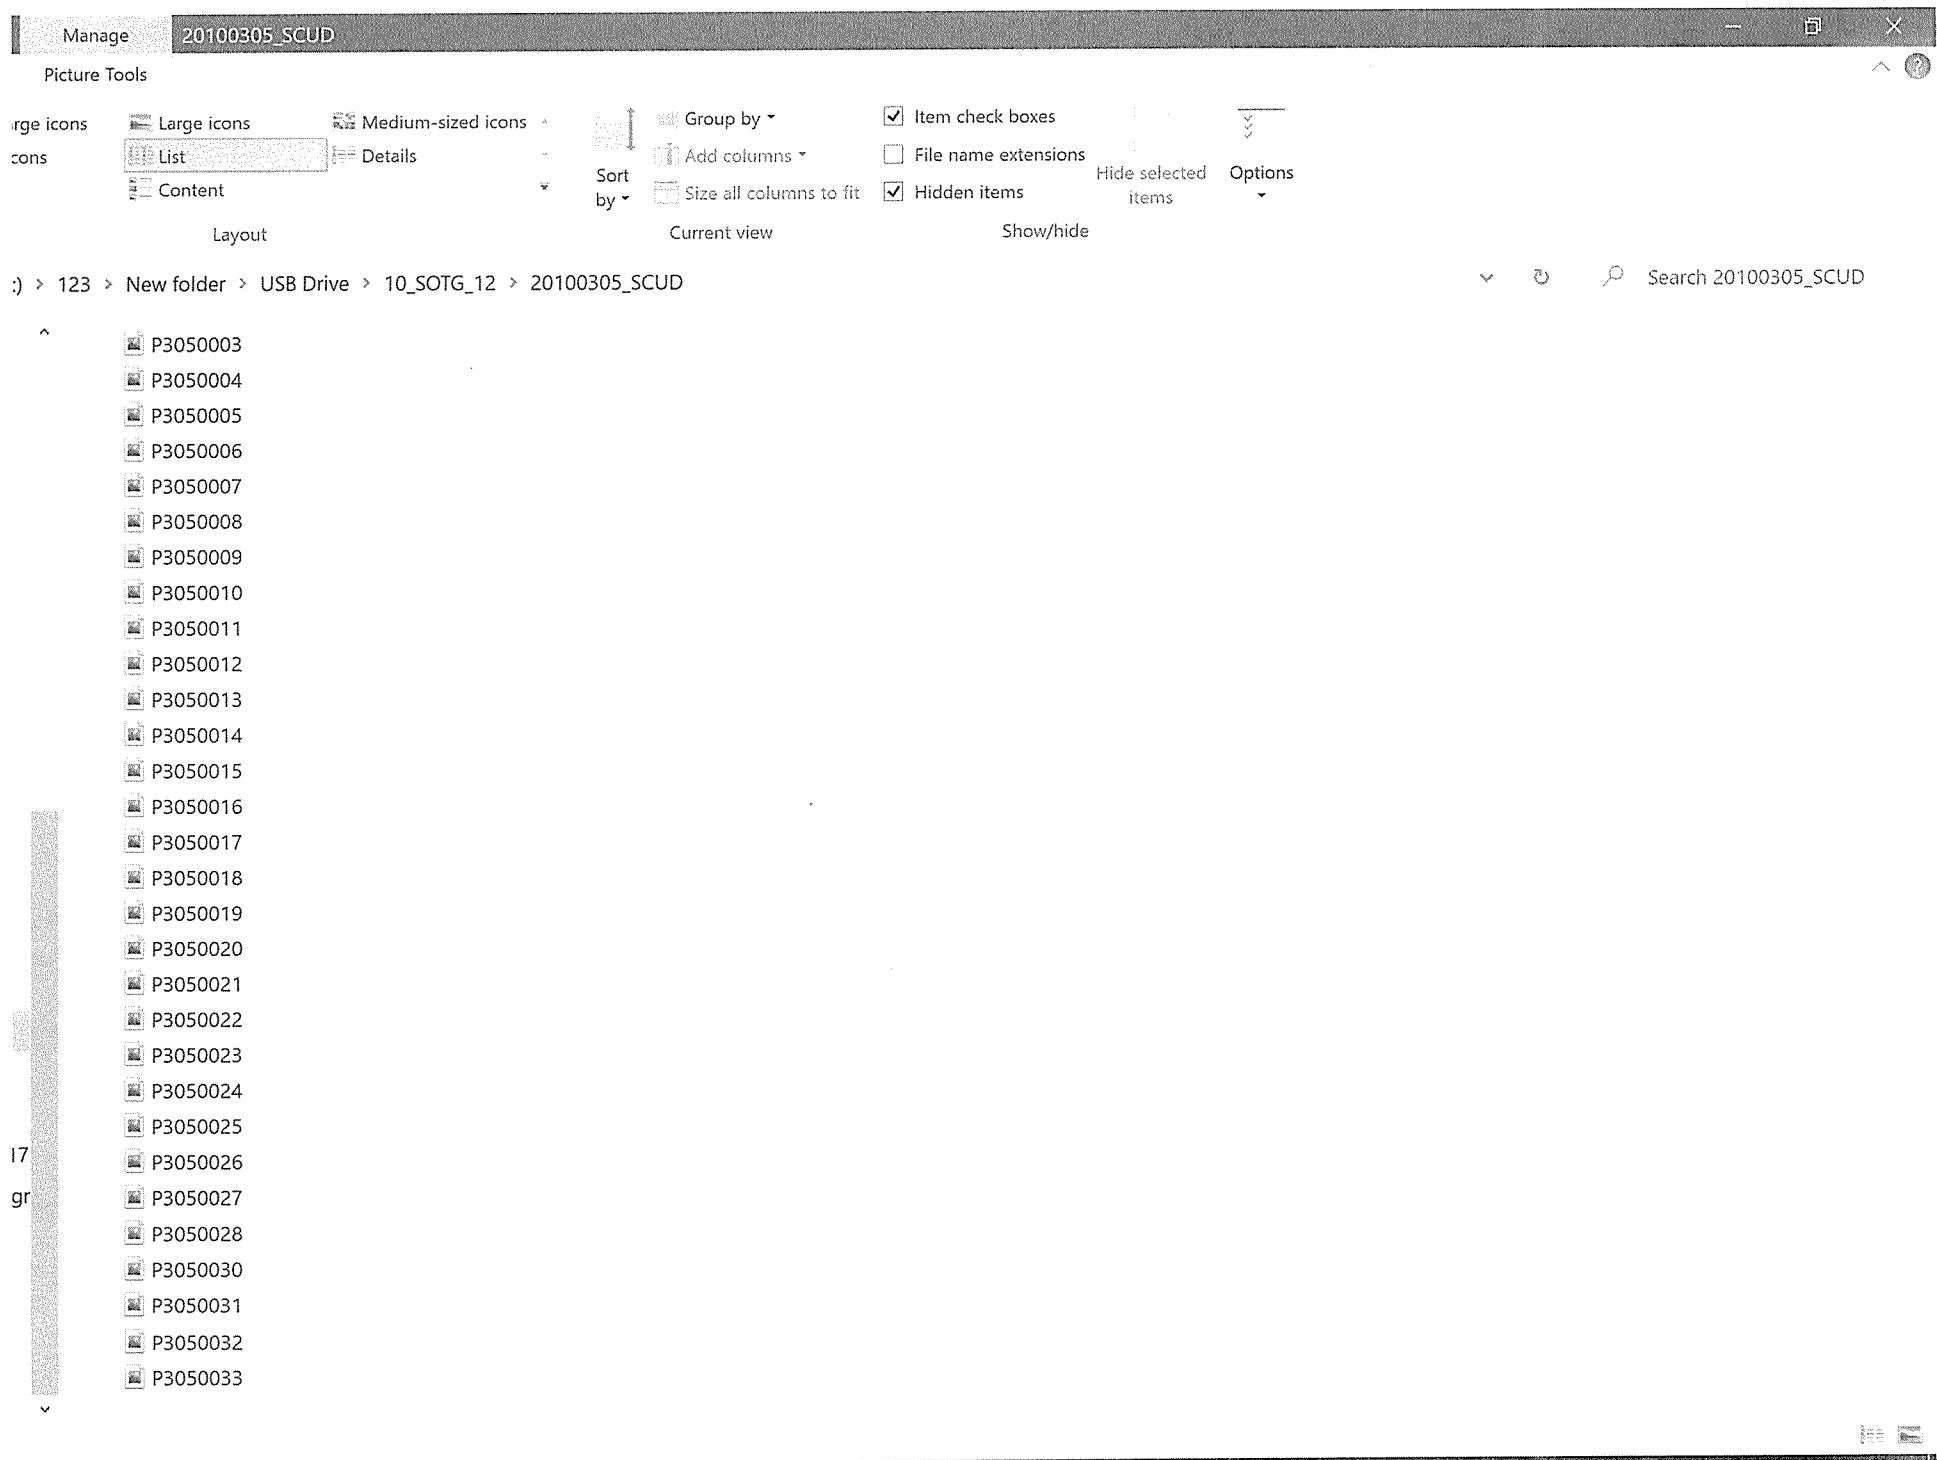 Manage 20100305_SCUD
Picture Tools
rge icons Large icons Medium-sized icons
cons List Details
Content
Layout
Sort by
Group by
Add columns
Size all columns to fit
Current view
Item check boxes
File name extensions
Hidden items
Hide selected items
Show/hide
Options
:) > 123 > New folder > USB Drive > 10_SOTG_12 > 20100305_SCUD
Search 20100305_SCUD
P3050003
P3050004
P3050005
P3050006
P3050007
P3050008
P3050009
P3050010
P3050011
P3050012
P3050013
P3050014
P3050015
P3050016
P3050017
P3050018
P3050019
P3050020
P3050021
P3050022
P3050023
P3050024
P3050025
P3050026
P3050027
P3050028
P3050030
P3050031
P3050032
P3050033
17
gr